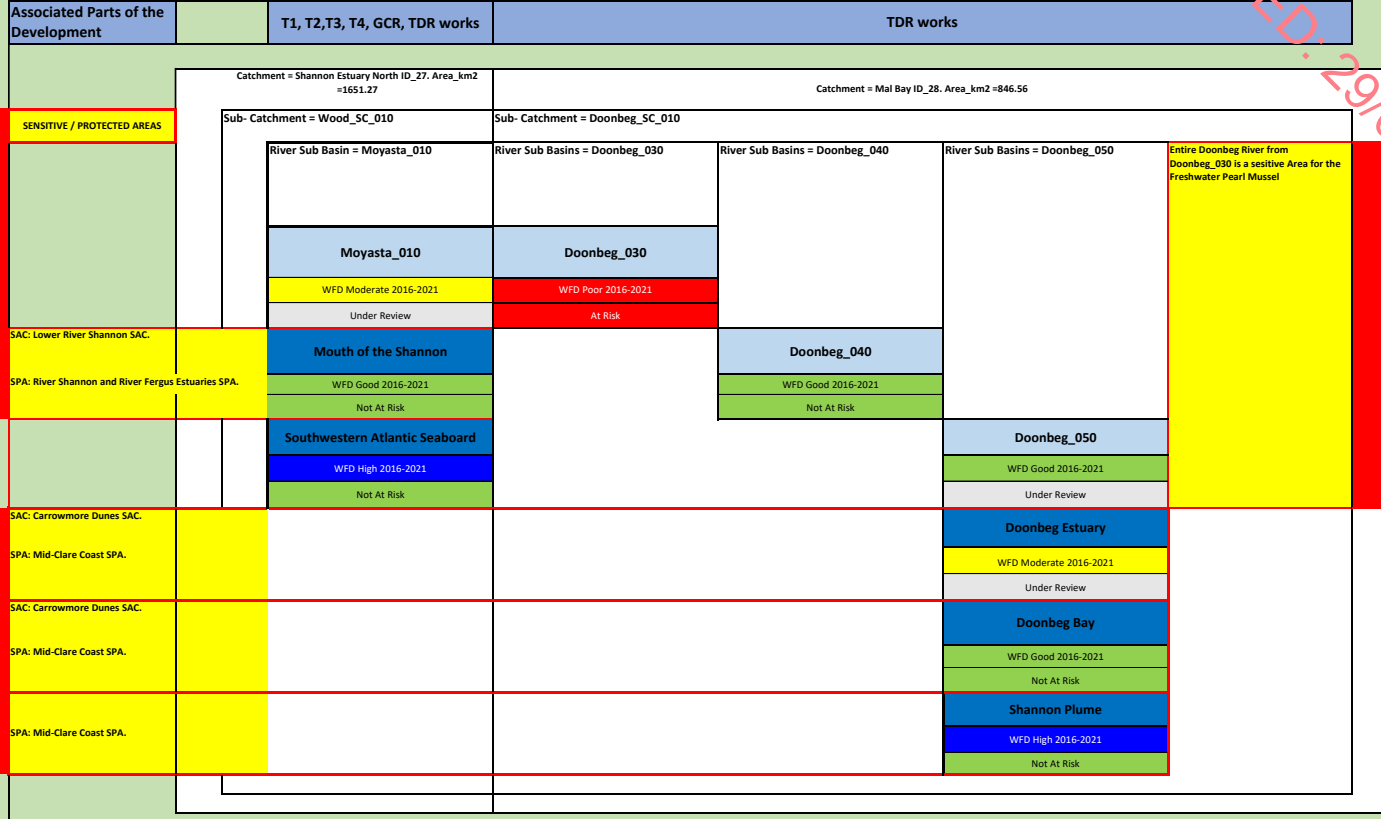 Associated Parts of the
Development
T1, T2,T3, T4, GCR, TDR works
TDR works
ED: 29/0
Catchment = Shannon Estuary North ID_27. Area_km2
=1651.27
Catchment = Mal Bay ID_28. Area_km2 =846.56
SENSITIVE / PROTECTED AREAS
Sub- Catchment = Wood_SC_010
Sub- Catchment = Doonbeg_SC_010
River Sub Basin = Moyasta_010
River Sub Basins = Doonbeg_030
River Sub Basins = Doonbeg_040
River Sub Basins = Doonbeg_050
Entire Doonbeg River from
Doonbeg_030 is a sesitive Area for the
Freshwater Pearl Mussel
Moyasta_010
Doonbeg_030
WFD Moderate 2016-2021
WFD Poor 2016-2021
Under Review
At Risk
SAC: Lower River Shannon SAC.
Mouth of the Shannon
Doonbeg_040
SPA: River Shannon and River Fergus Estuaries SPA.
WFD Good 2016-2021
WFD Good 2016-2021
Not At Risk
Not At Risk
Southwestern Atlantic Seaboard
Doonbeg_050
WFD High 2016-2021
WFD Good 2016-2021
Not At Risk
Under Review
SAC: Carrowmore Dunes SAC.
Doonbeg Estuary
SPA: Mid-Clare Coast SPA.
WFD Moderate 2016-2021
Under Review
SAC: Carrowmore Dunes SAC.
Doonbeg Bay
SPA: Mid-Clare Coast SPA.
WFD Good 2016-2021
Not At Risk
Shannon Plume
SPA: Mid-Clare Coast SPA.
WFD High 2016-2021
Not At Risk